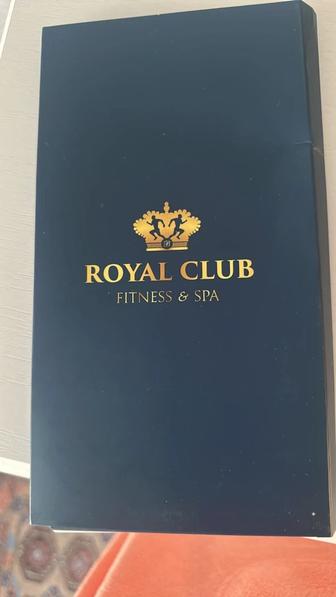 ROYAL CLUB
FITNESS & SPA